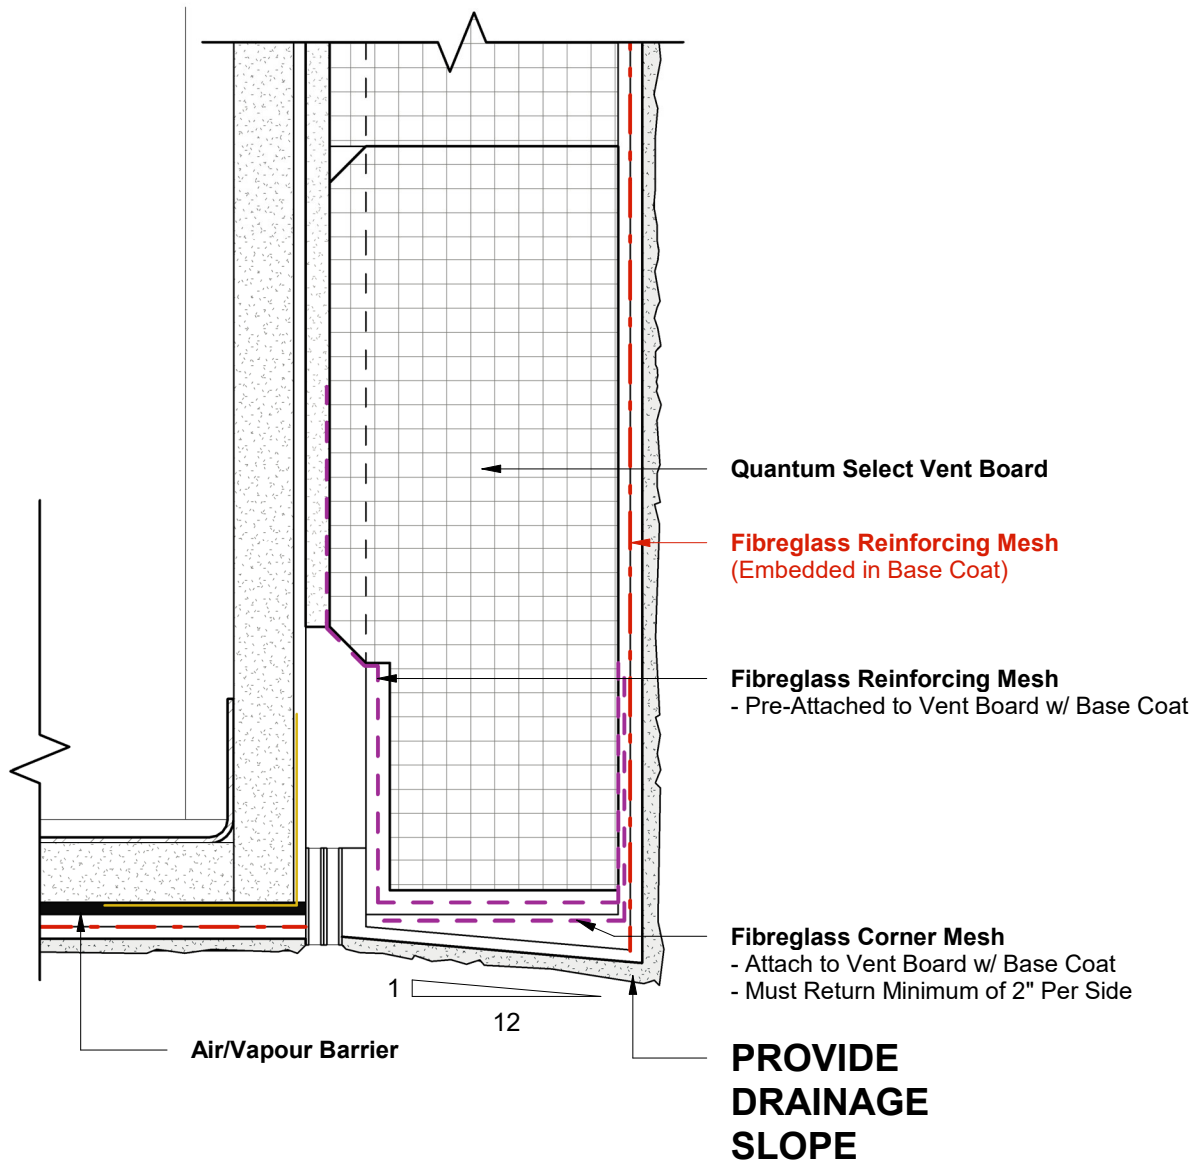 Quantum Select Vent Board
Fibreglass Reinforcing Mesh
(Embedded in Base Coat)
Fibreglass Reinforcing Mesh
- Pre-Attached to Vent Board w/ Base Coat
Fibreglass Corner Mesh
- Attach to Vent Board w/ Base Coat
- Must Return Minimum of 2" Per Side
1
12
Air/Vapour Barrier
PROVIDE
DRAINAGE
SLOPE